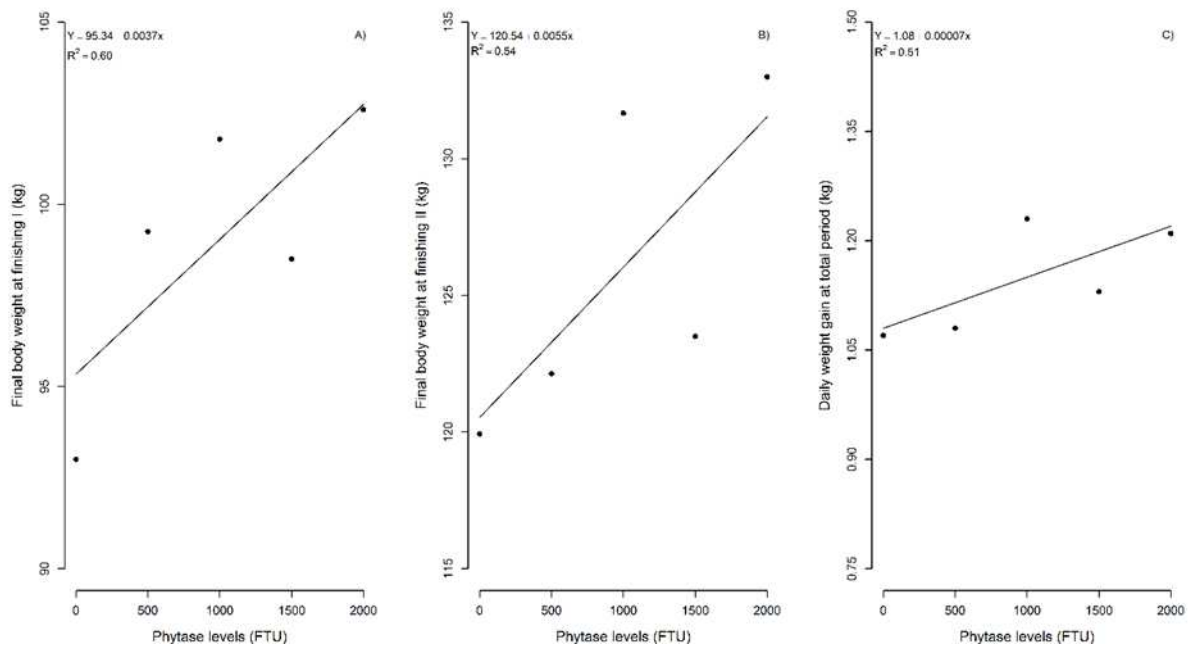 Y = 95.34 + 0.0037x
R² = 0.60
A)
105
100
95
90
Final body weight at finishing I (kg)
0 500 1000 1500 2000
Phytase levels (FTU)
Y = 120.54 + 0.0055x
R² = 0.54
B)
135
130
125
120
115
Final body weight at finishing II (kg)
0 500 1000 1500 2000
Phytase levels (FTU)
Y = 1.08 + 0.00007x
R² = 0.51
C)
1.50
1.35
1.20
1.05
0.90
0.75
Daily weight gain at total period (kg)
0 500 1000 1500 2000
Phytase levels (FTU)